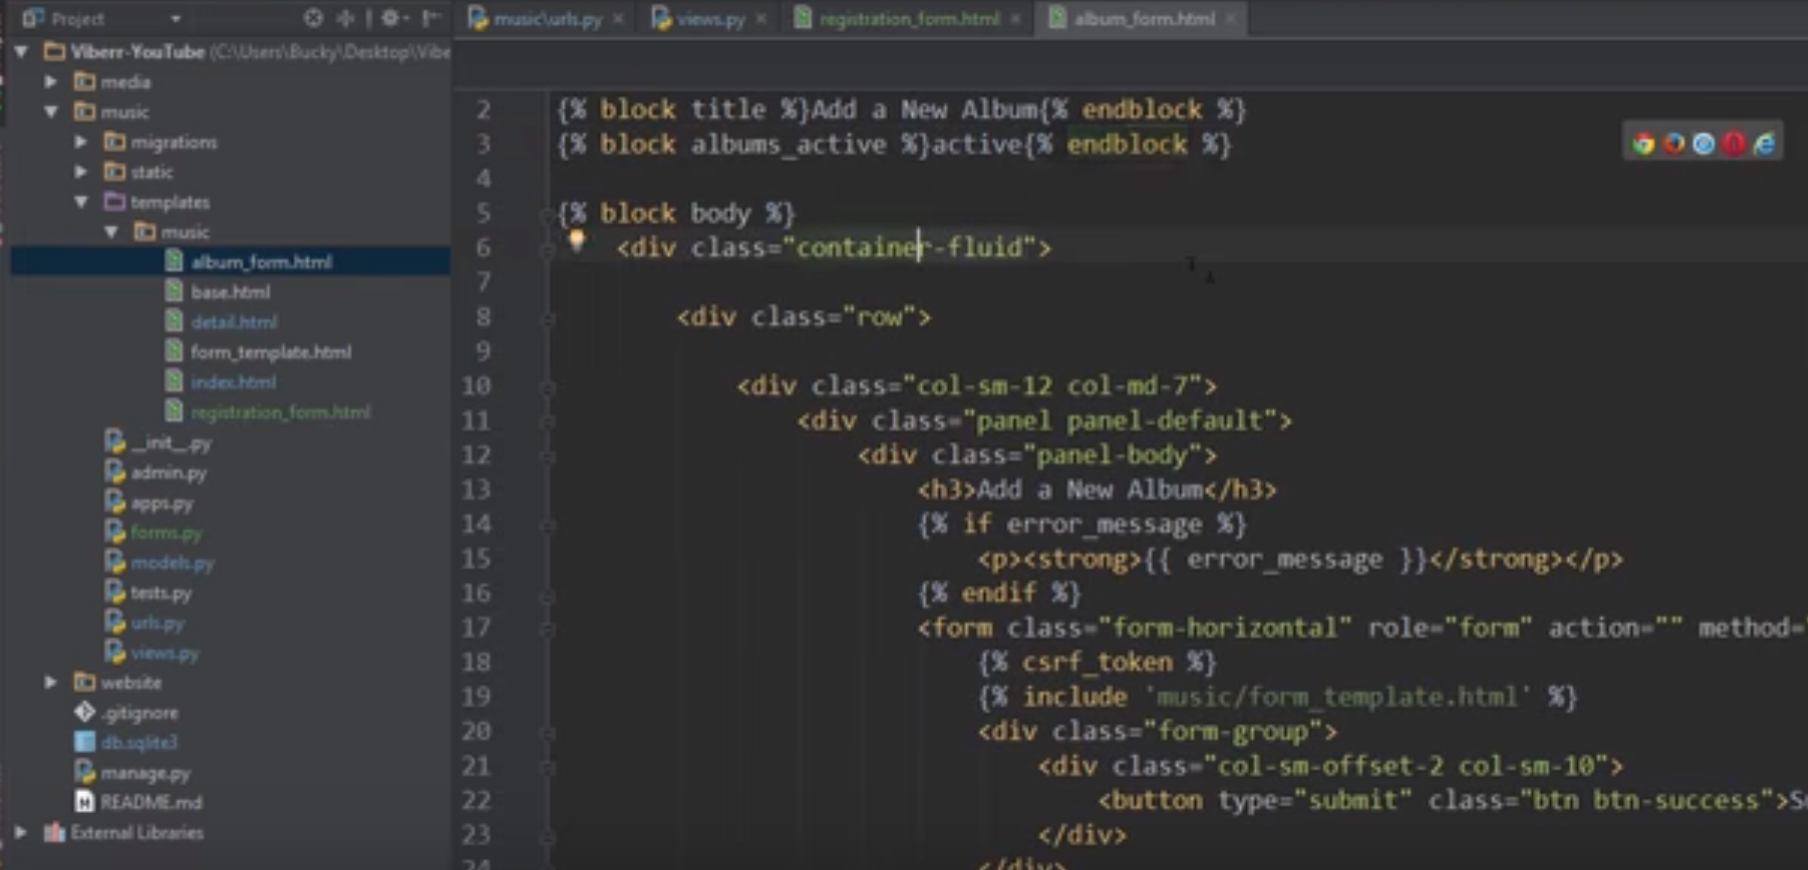 Project
music\urls.py
views.py
registration_form.html
album_form.html
Viberr-YouTube (C:\Users\Bucky\Desktop\Vibe
media
music
migrations
static
templates
music
album_form.html
base.html
detail.html
form_template.html
index.html
registration_form.html
__init__.py
admin.py
apps.py
forms.py
models.py
tests.py
urls.py
views.py
website
.gitignore
db.sqlite3
manage.py
README.md
External Libraries
2 {% block title %}Add a New Album{% endblock %}
3 {% block albums_active %}active{% endblock %}
4
5 {% block body %}
6 <div class="container-fluid">
7
8 <div class="row">
9
10 <div class="col-sm-12 col-md-7">
11 <div class="panel panel-default">
12 <div class="panel-body">
13 <h3>Add a New Album</h3>
14 {% if error_message %}
15 <p><strong>{{ error_message }}</strong></p>
16 {% endif %}
17 <form class="form-horizontal" role="form" action="" method=
18 {% csrf_token %}
19 {% include 'music/form_template.html' %}
20 <div class="form-group">
21 <div class="col-sm-offset-2 col-sm-10">
22 <button type="submit" class="btn btn-success">S
23 </div>
24 </div>